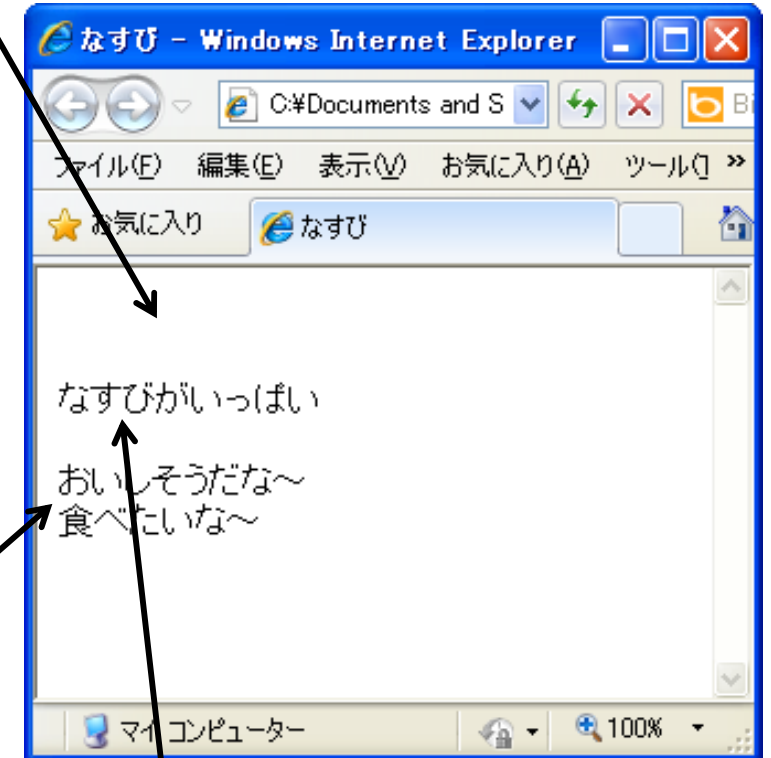 なすび - Windows Internet Explorer
C:¥Documents and S
Bi
ファイル(F) 編集(E) 表示(V) お気に入り(A) ツール(T »
お気に入り なすび
なすびがいっぱい
おいしそうだな～
食べたいな～
マイ コンピューター 100%